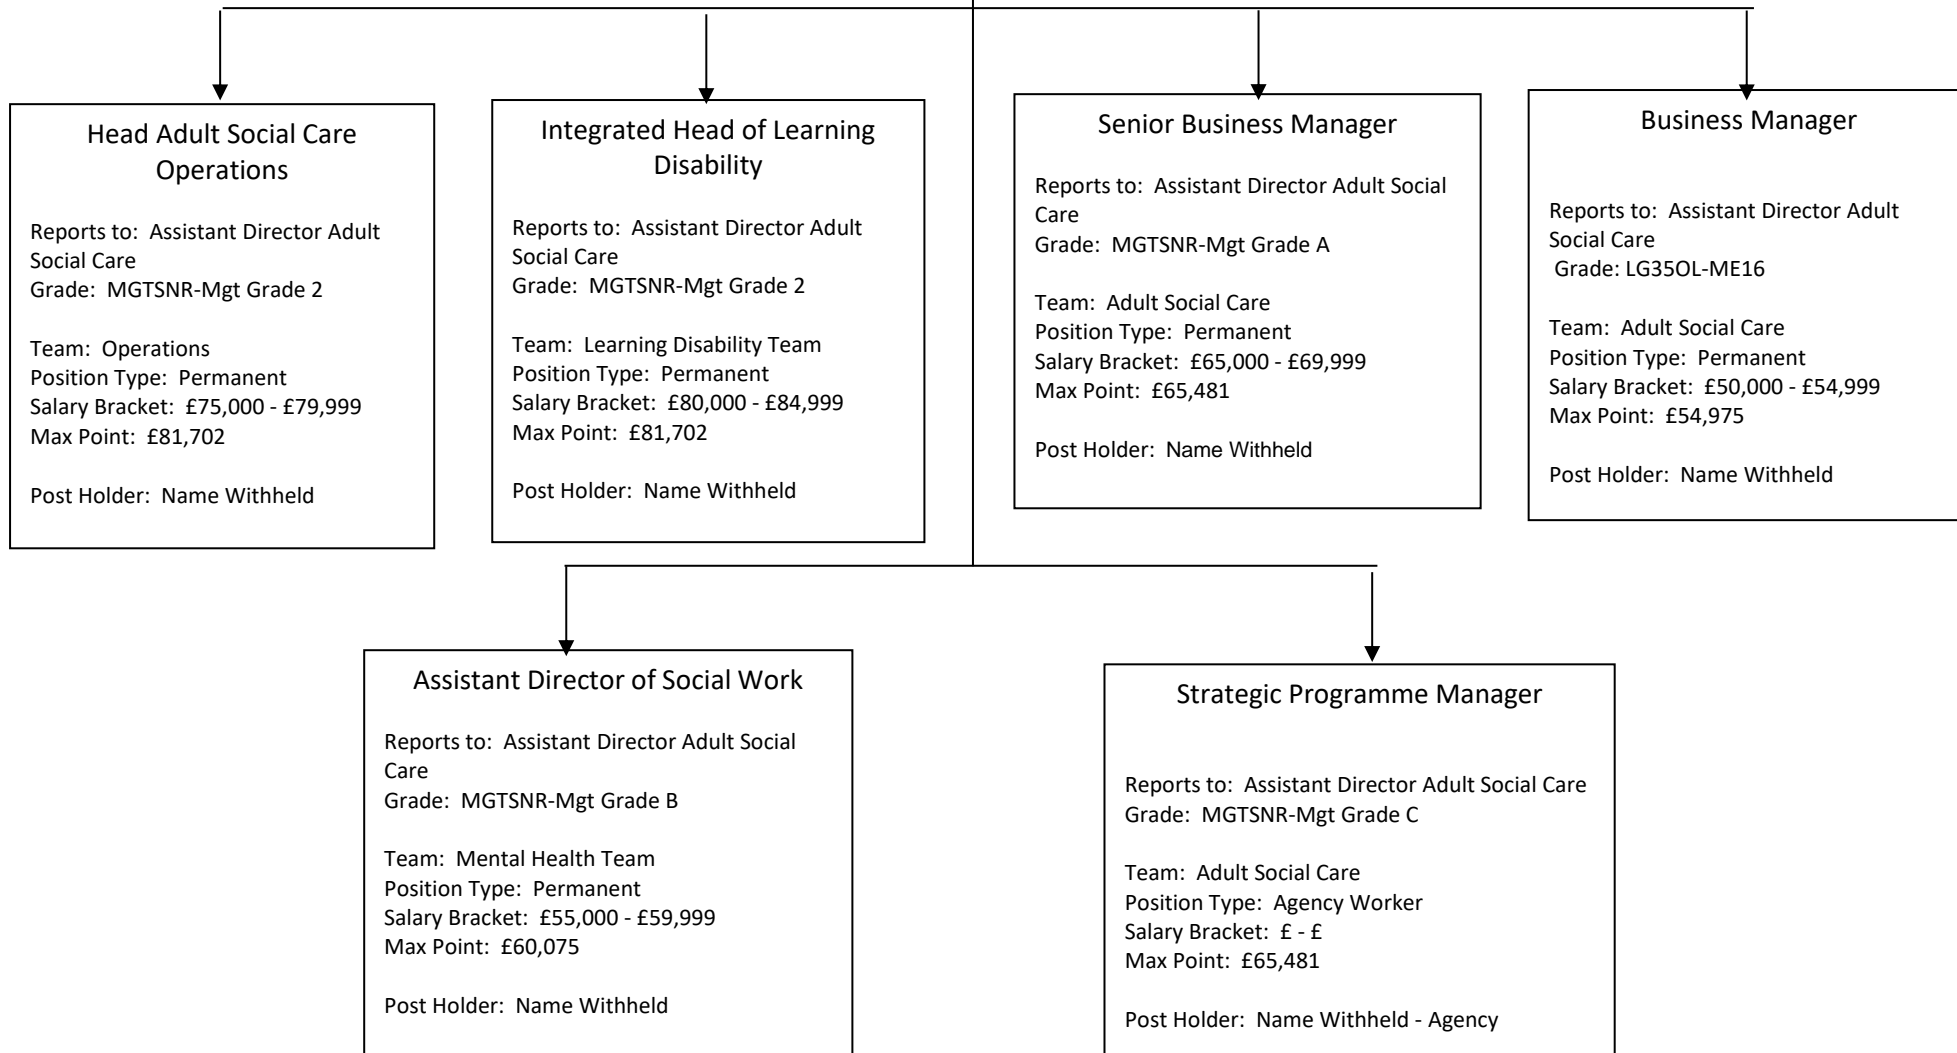 Head Adult Social Care
Operations
Reports to: Assistant Director Adult
Social Care
Grade: MGTSNR-Mgt Grade 2
Team: Operations
Position Type: Permanent
Salary Bracket: £75,000 - £79,999
Max Point: £81,702
Post Holder: Name Withheld
Integrated Head of Learning
Disability
Reports to: Assistant Director Adult
Social Care
Grade: MGTSNR-Mgt Grade 2
Team: Learning Disability Team
Position Type: Permanent
Salary Bracket: £80,000 - £84,999
Max Point: £81,702
Post Holder: Name Withheld
Senior Business Manager
Reports to: Assistant Director Adult Social
Care
Grade: MGTSNR-Mgt Grade A
Team: Adult Social Care
Position Type: Permanent
Salary Bracket: £65,000 - £69,999
Max Point: £65,481
Post Holder: Name Withheld
Business Manager
Reports to: Assistant Director Adult
Social Care
Grade: LG35OL-ME16
Team: Adult Social Care
Position Type: Permanent
Salary Bracket: £50,000 - £54,999
Max Point: £54,975
Post Holder: Name Withheld
Assistant Director of Social Work
Reports to: Assistant Director Adult Social
Care
Grade: MGTSNR-Mgt Grade B
Team: Mental Health Team
Position Type: Permanent
Salary Bracket: £55,000 - £59,999
Max Point: £60,075
Post Holder: Name Withheld
Strategic Programme Manager
Reports to: Assistant Director Adult Social Care
Grade: MGTSNR-Mgt Grade C
Team: Adult Social Care
Position Type: Agency Worker
Salary Bracket: £ - £
Max Point: £65,481
Post Holder: Name Withheld - Agency